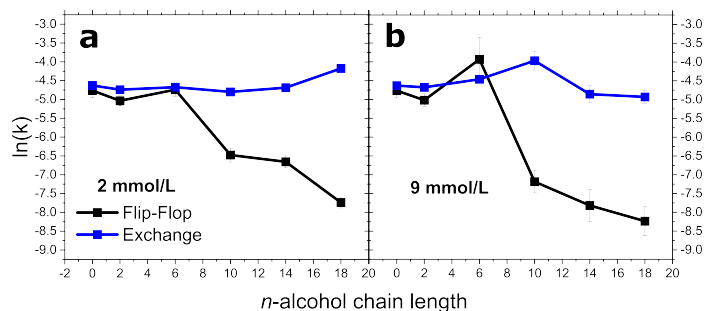 a
b
-3.0
-3.5
-4.0
-4.5
-5.0
-5.5
-6.0
-6.5
-7.0
-7.5
-8.0
-8.5
-9.0
ln(k)
2 mmol/L
Flip-Flop
Exchange
9 mmol/L
-3.0
-3.5
-4.0
-4.5
-5.0
-5.5
-6.0
-6.5
-7.0
-7.5
-8.0
-8.5
-9.0
-2 0 2 4 6 8 10 12 14 16 18 20
0 2 4 6 8 10 12 14 16 18 20
n-alcohol chain length